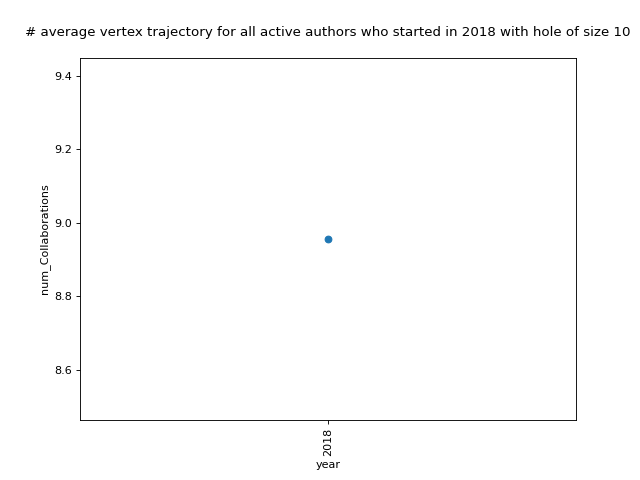 # average vertex trajectory for all active authors who started in 2018 with hole of size 10
9.4
9.2
9.0
8.8
8.6
num_Collaborations
2018
year